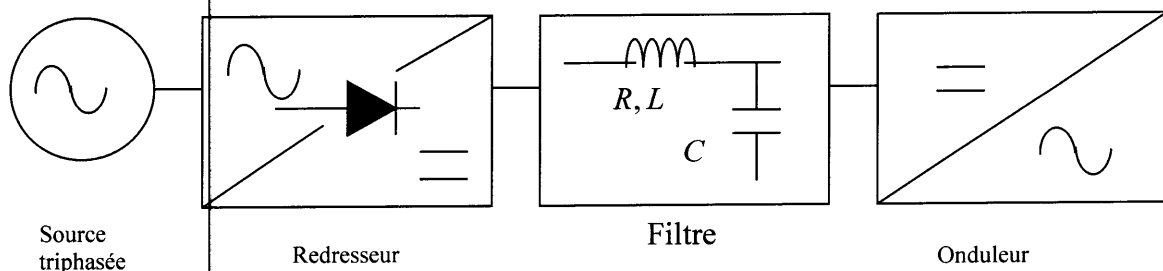 R, L
C
Source
triphasée
Redresseur
Filtre
Onduleur